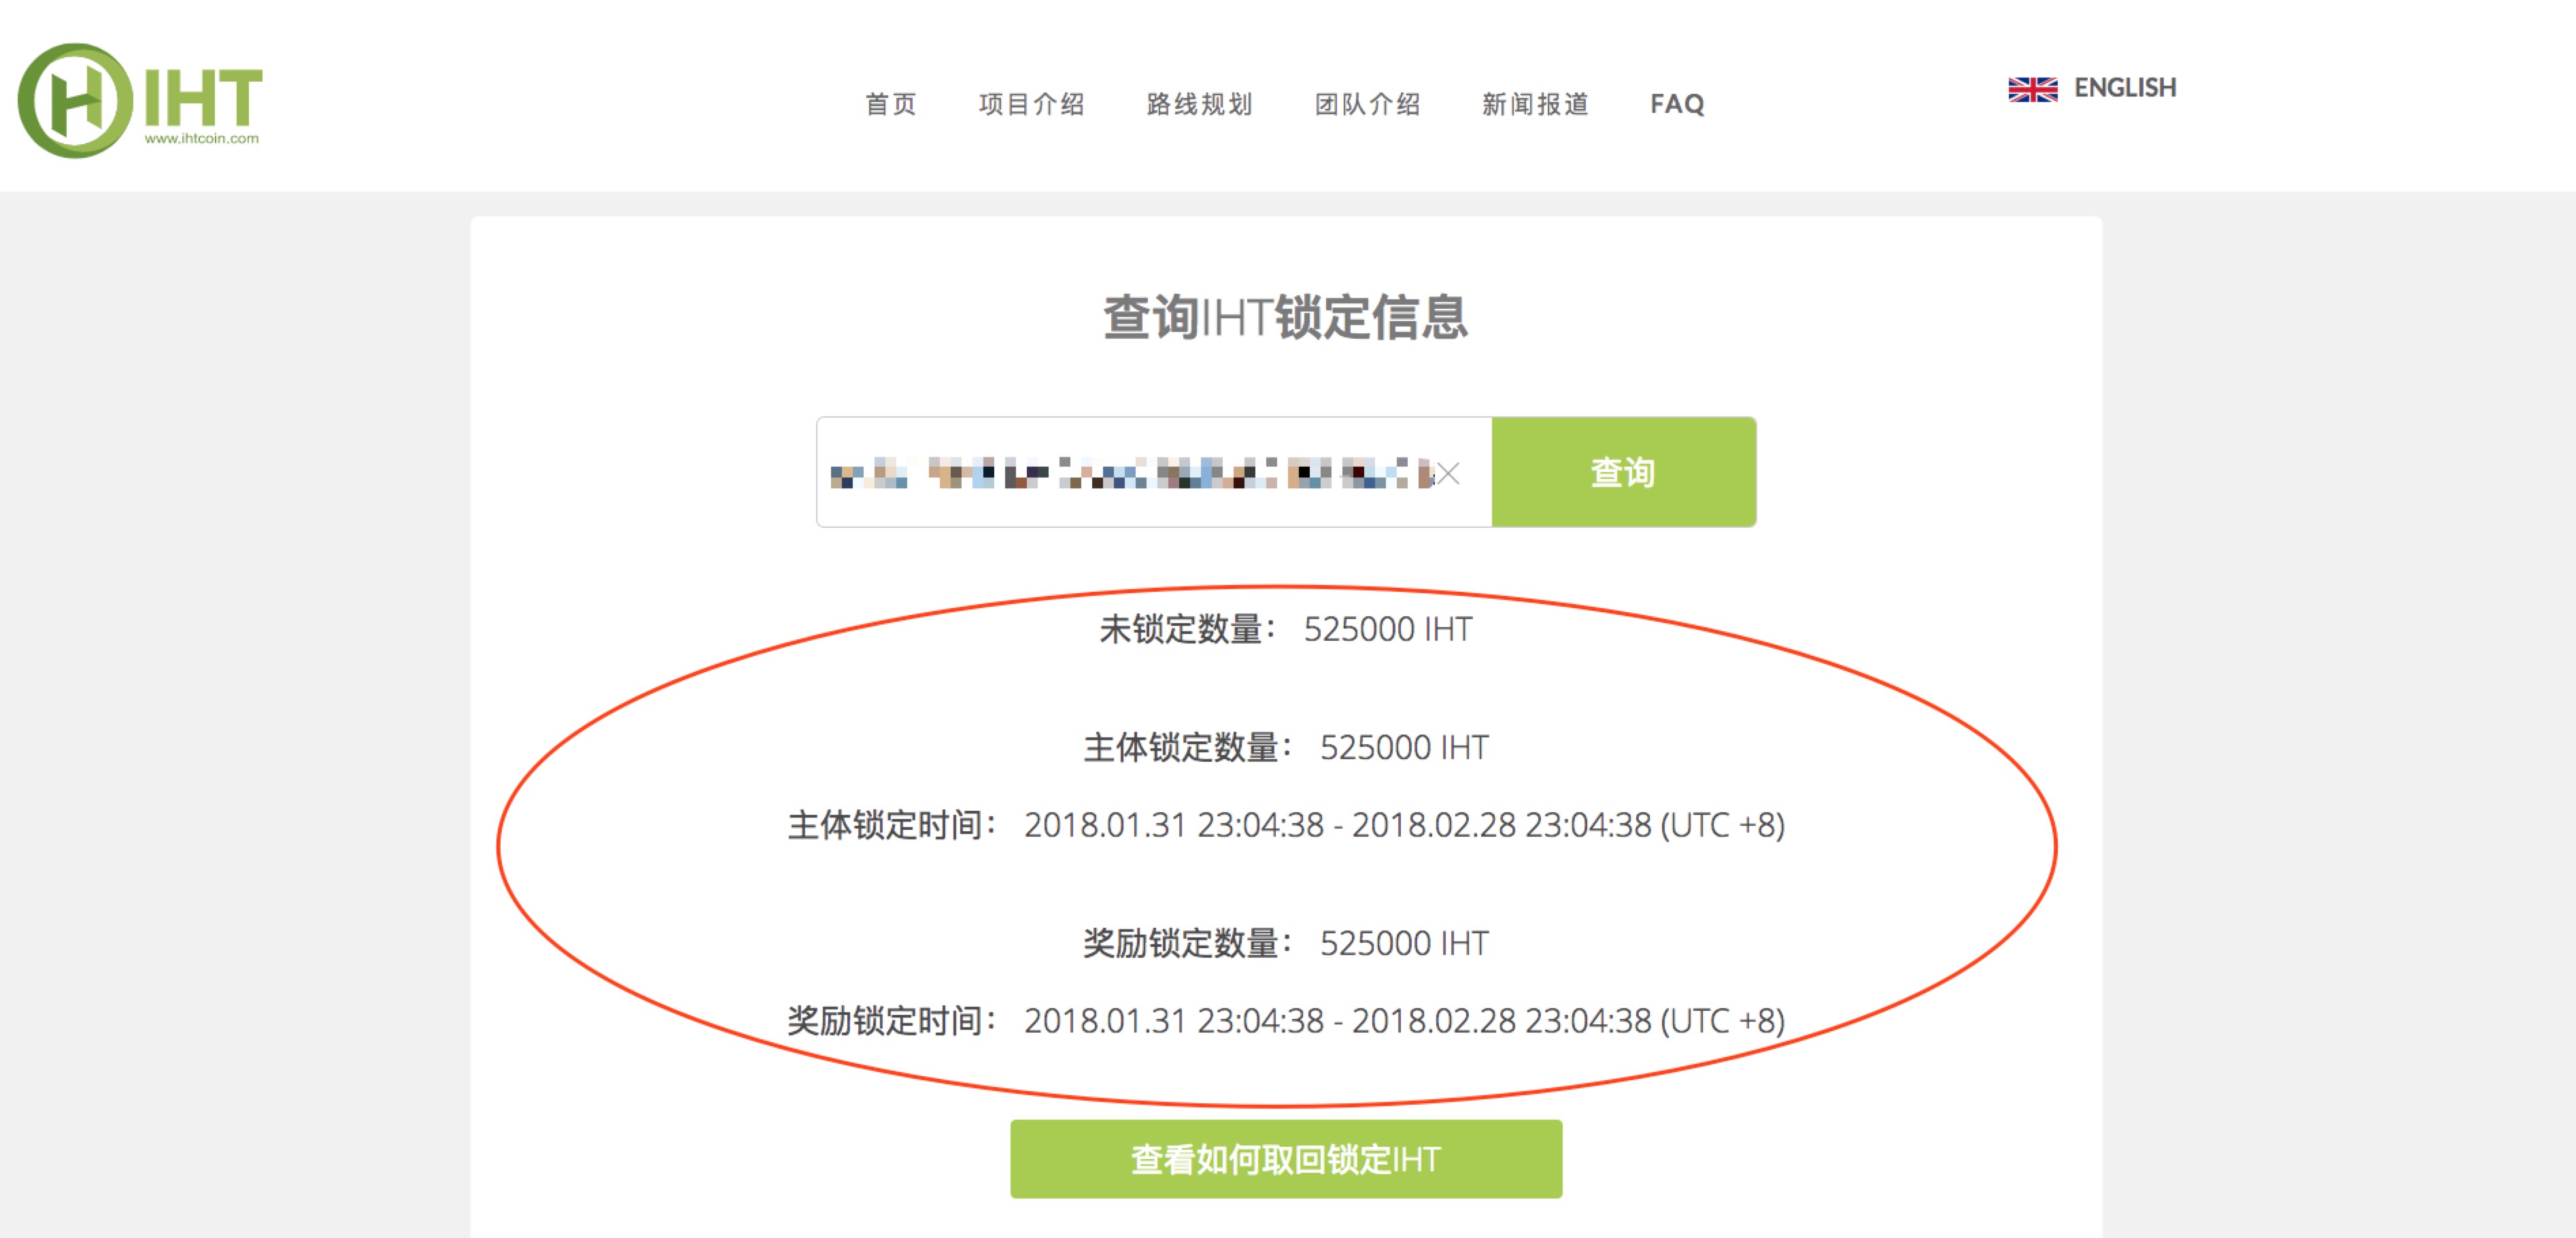 IHT
www.ihtcoin.com
首页 项目介绍 路线规划 团队介绍 新闻报道 FAQ
ENGLISH
查询IHT锁定信息
查询
未锁定数量： 525000 IHT
主体锁定数量： 525000 IHT
主体锁定时间： 2018.01.31 23:04:38 - 2018.02.28 23:04:38 (UTC +8)
奖励锁定数量： 525000 IHT
奖励锁定时间： 2018.01.31 23:04:38 - 2018.02.28 23:04:38 (UTC +8)
查看如何取回锁定IHT